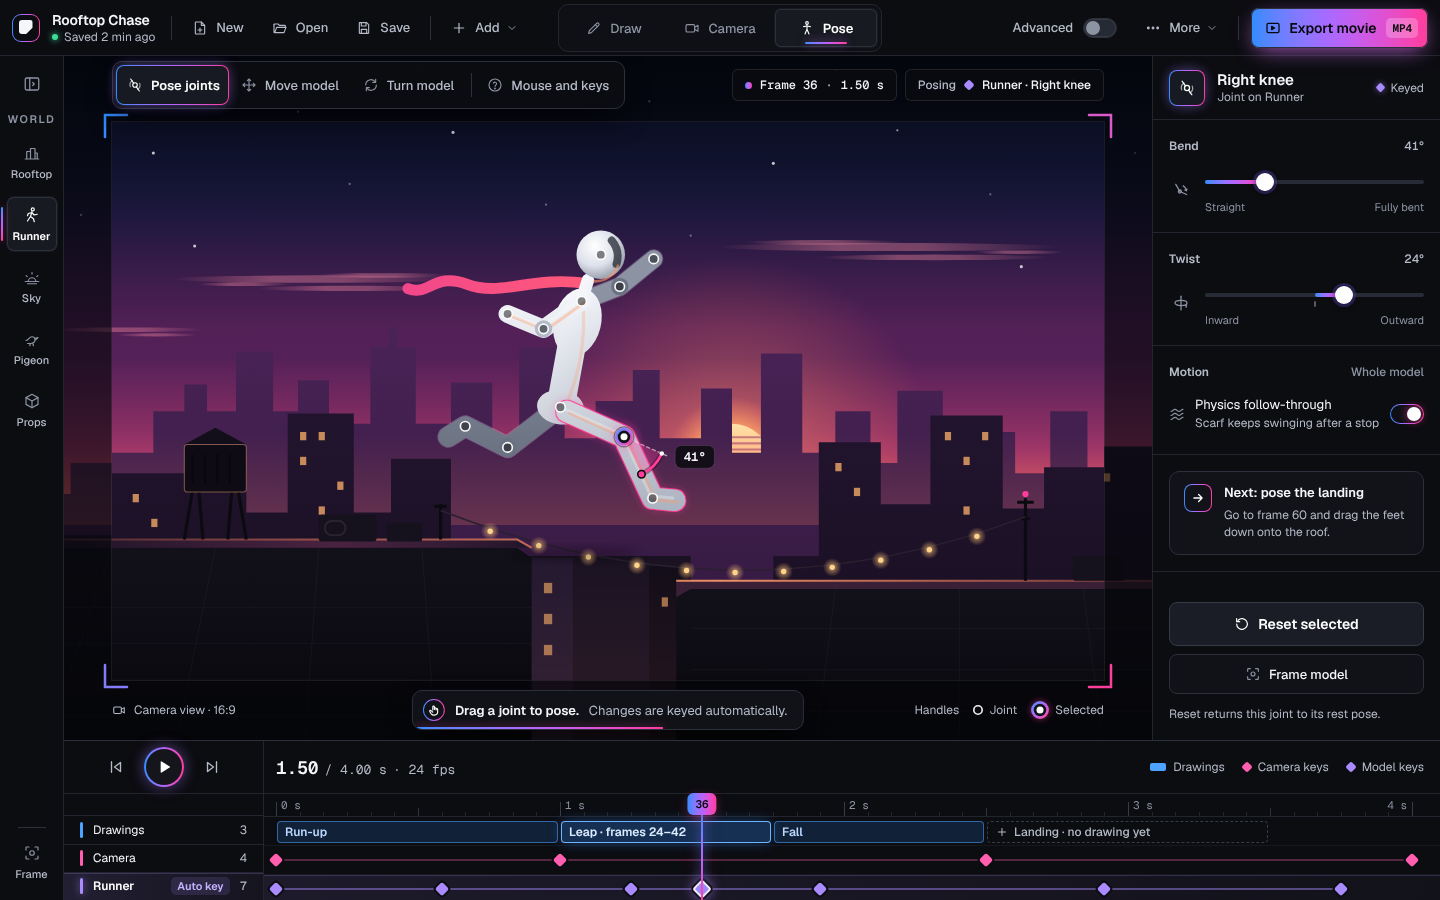 Rooftop Chase
Saved 2 min ago
New
Open
Save
Add
Draw
Camera
Pose
Advanced
More
Export movie MP4
Pose joints
Move model
Turn model
Mouse and keys
Frame 36 · 1.50 s
Posing Runner · Right knee
WORLD
Rooftop
Runner
Sky
Pigeon
Props
Frame
41°
Right knee
Joint on Runner
Keyed
Bend 41°
Straight Fully bent
Twist 24°
Inward Outward
Motion Whole model
Physics follow-through
Scarf keeps swinging after a stop
Next: pose the landing
Go to frame 60 and drag the feet
down onto the roof.
Reset selected
Frame model
Reset returns this joint to its rest pose.
Camera view · 16:9
Drag a joint to pose. Changes are keyed automatically.
Handles Joint Selected
1.50 / 4.00 s · 24 fps
Drawings Camera keys Model keys
0 s 1 s 36 2 s 3 s 4 s
Drawings 3
Run-up
Leap · frames 24–42
Fall
Landing · no drawing yet
Camera 4
Runner Auto key 7